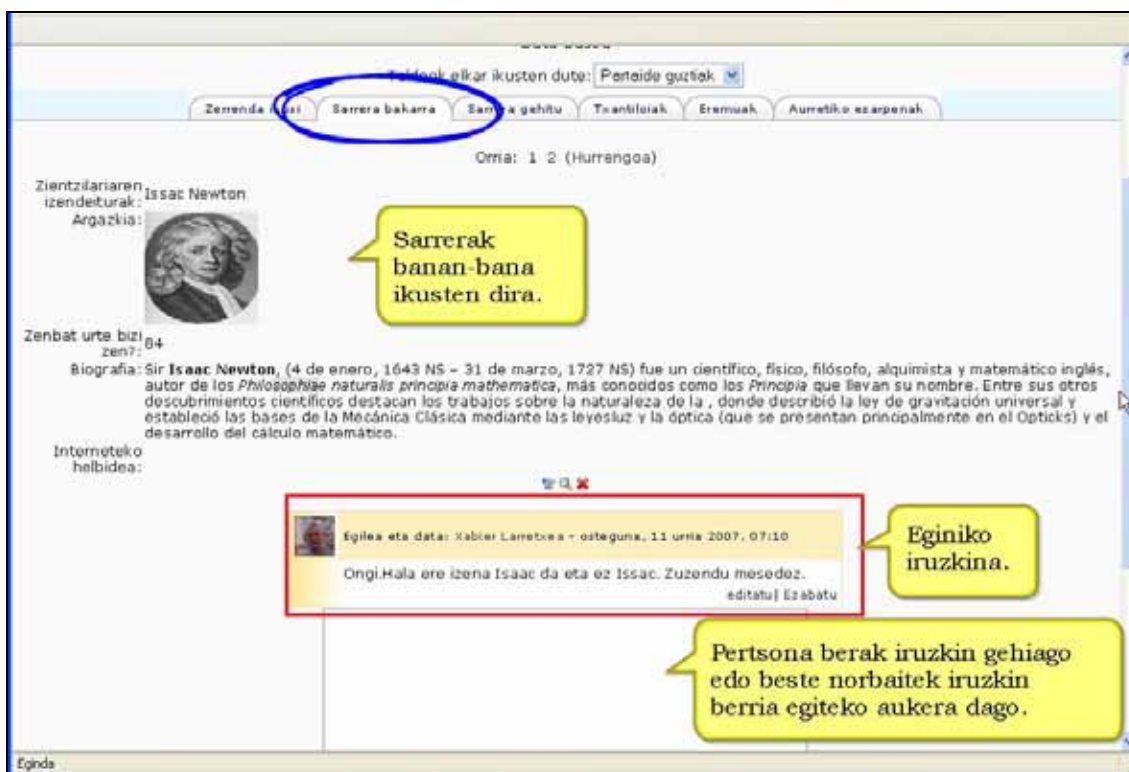 elkar ikusten dute: Partaide guztiak
Zerrenda Sarrera bakarra Sarrera gehitu Txantiloiak Eremuak Aurretiko ezarpenak
Orria: 1 2 (Hurrengoa)
Zientzilariaren
izendeiturak: Issac Newton
Argazkia:
Sarrerak
banan-bana
ikusten dira.
Zenbat urte bizi
zen?: 84
Biografia: Sir Isaac Newton, (4 de enero, 1643 NS – 31 de marzo, 1727 NS) fue un científico, físico, filósofo, alquimista y matemático inglés,
autor de los Philosophiae naturalis principia mathematica, más conocidos como los Principia que llevan su nombre. Entre sus otros
descubrimientos científicos destacan los trabajos sobre la naturaleza de la , donde describió la ley de gravitación universal y
estableció las bases de la Mecánica Clásica mediante las leyesluz y la óptica (que se presentan principalmente en el Opticks) y el
desarrollo del cálculo matemático.
Interneteko
helbidea:
Egilea eta data: Xabier Larretxea - osteguna, 11 urria 2007, 07:10
Ongi.Hala ere izena Isaac da eta ez Issac. Zuzendu mesedez.
editatu| Ezabatu
Eginiko
iruzkina.
Pertsona berak iruzkin gehiago
edo beste norbaitek iruzkin
berria egiteko aukera dago.
Eginda